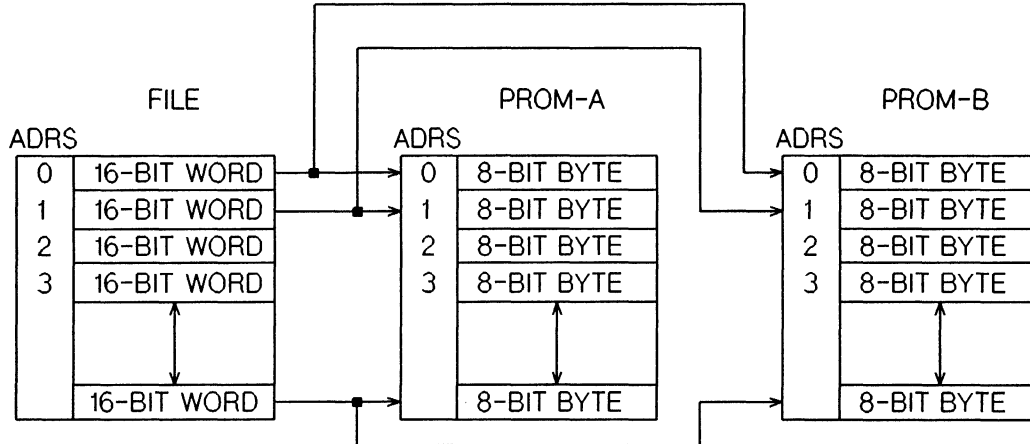 FILE PROM-A PROM-B
ADRS ADRS ADRS
0 16-BIT WORD 0 8-BIT BYTE 0 8-BIT BYTE
1 16-BIT WORD 1 8-BIT BYTE 1 8-BIT BYTE
2 16-BIT WORD 2 8-BIT BYTE 2 8-BIT BYTE
3 16-BIT WORD 3 8-BIT BYTE 3 8-BIT BYTE
16-BIT WORD 8-BIT BYTE 8-BIT BYTE